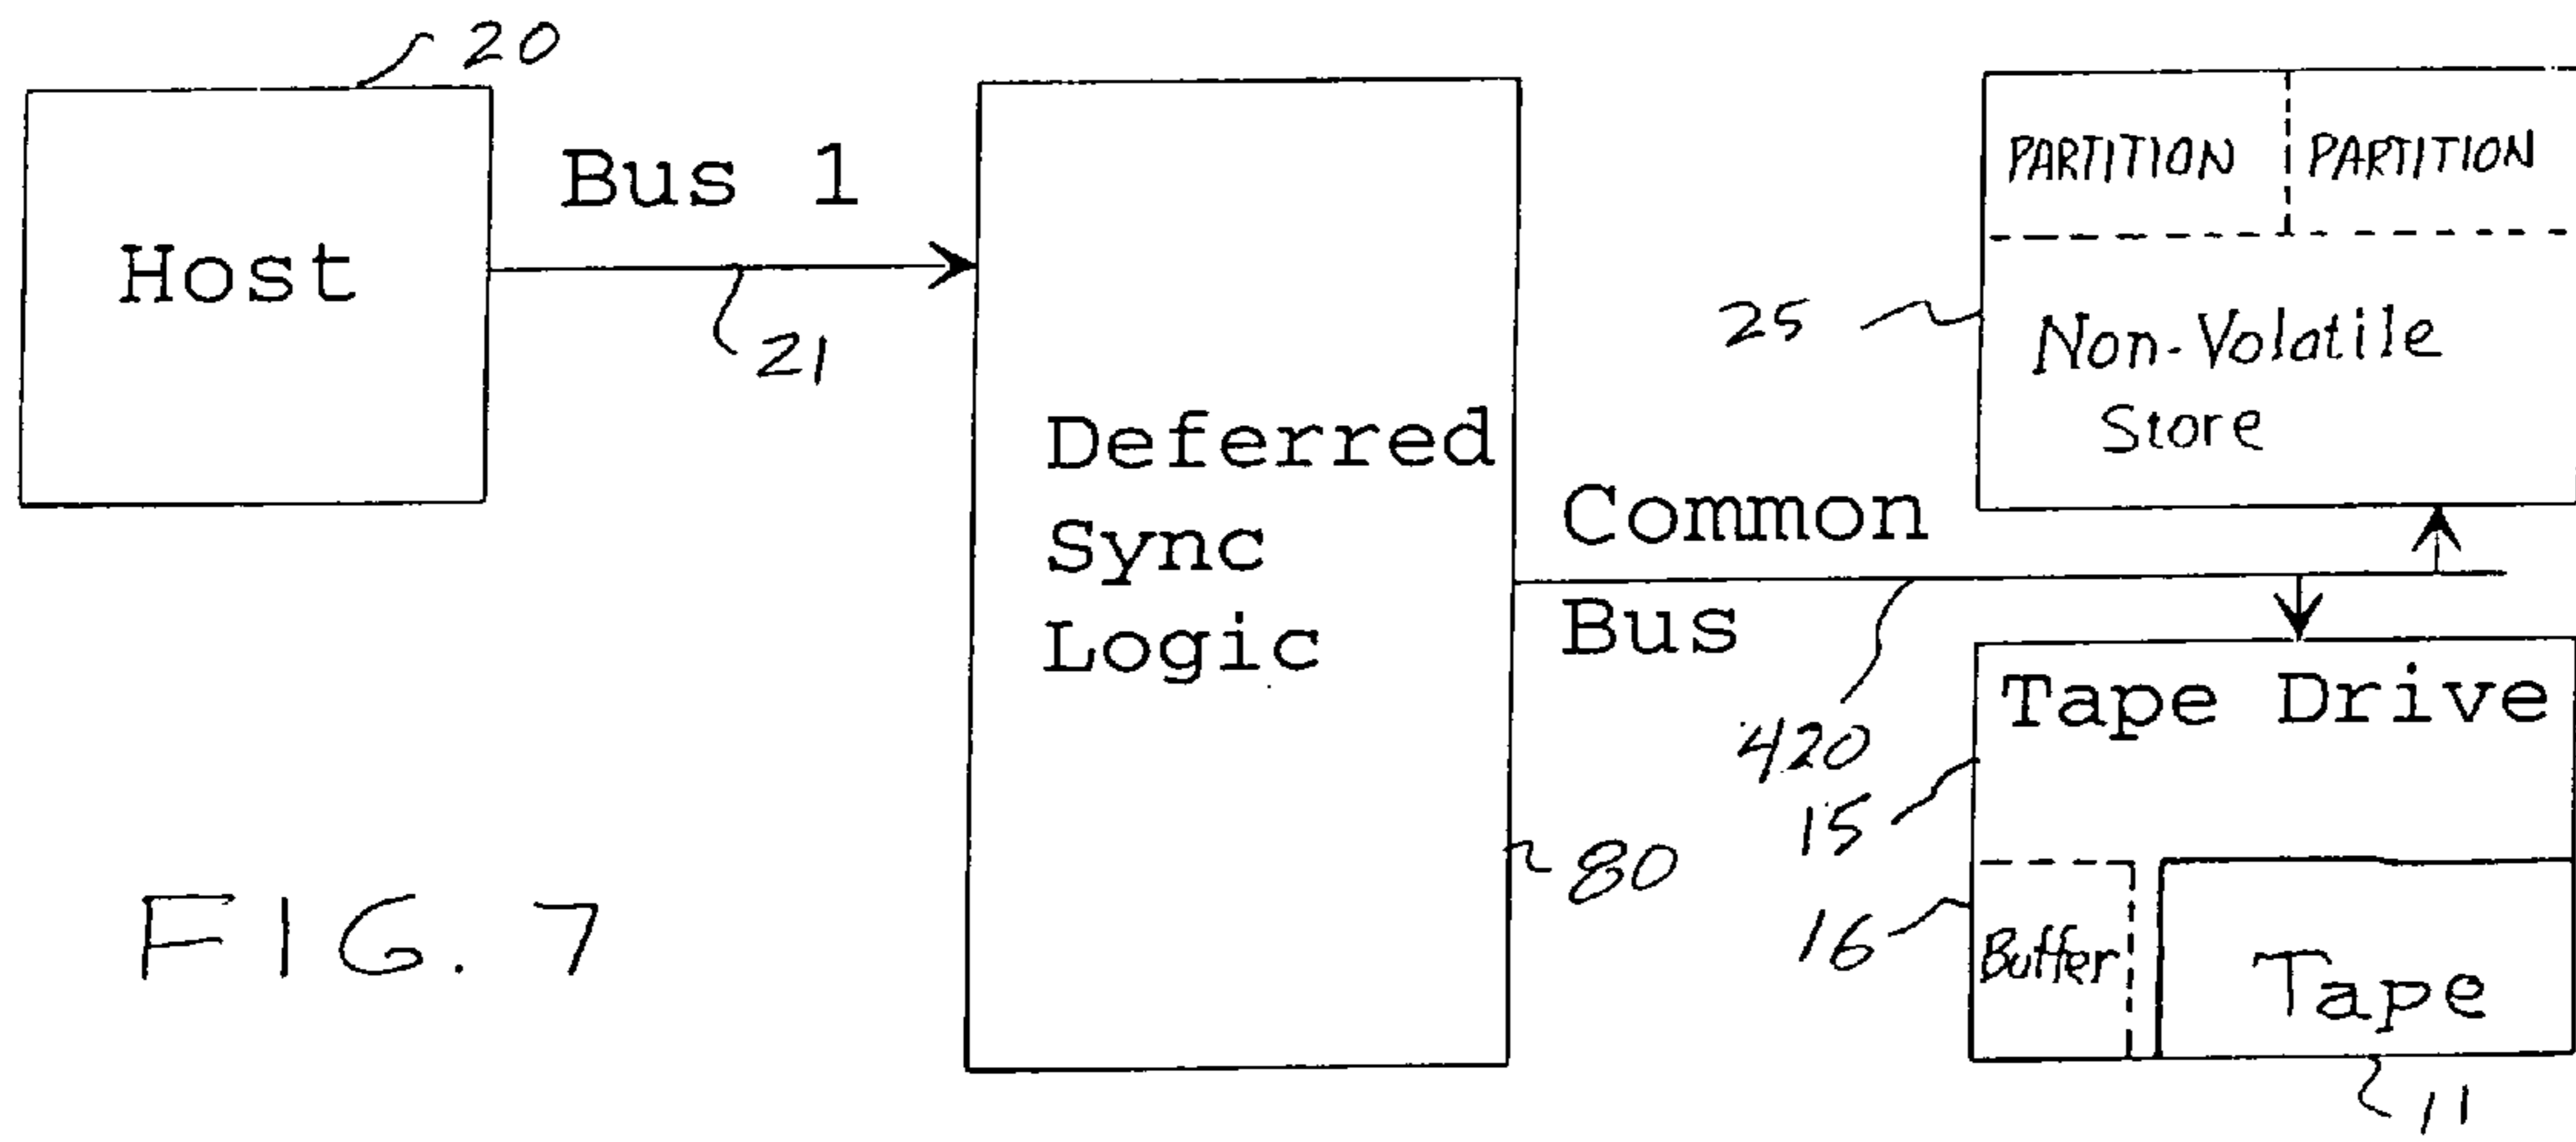 20
Host
Bus 1
21
Deferred
Sync
Logic
80
Common
Bus
420
PARTITION PARTITION
25
Non-Volatile
Store
Tape Drive
15
16
Buffer
Tape
11
FIG. 7